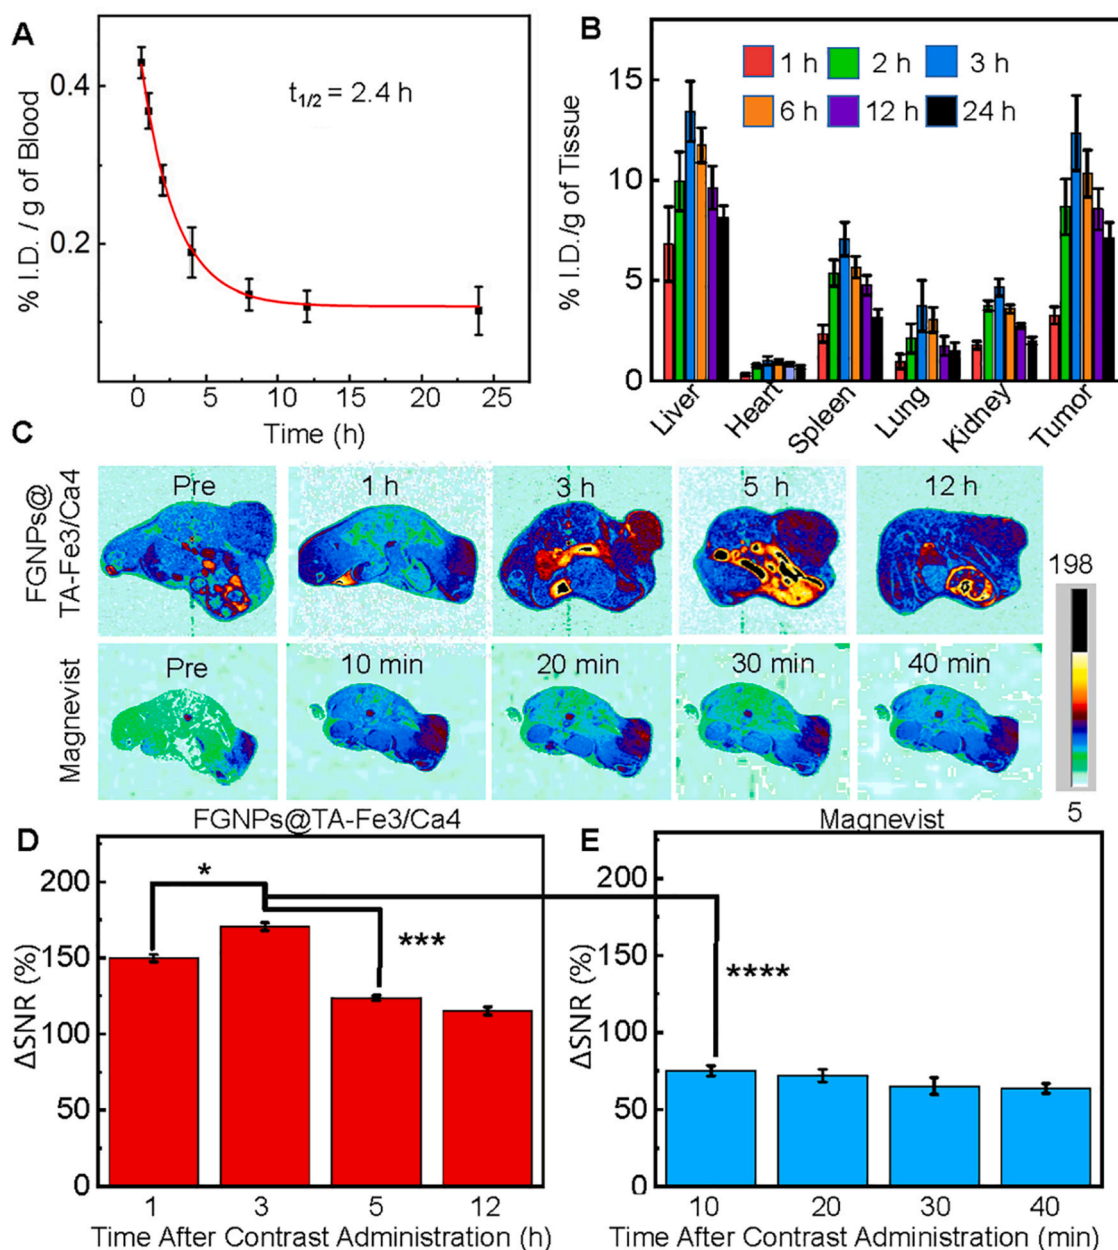 A
% I.D. / g of Blood
0.4
0.2
t1/2 = 2.4 h
0 5 10 15 20 25
Time (h)
B
% I.D./g of Tissue
15
10
5
0
1 h 2 h 3 h
6 h 12 h 24 h
Liver Heart Spleen Lung Kidney Tumor
C
FGNPs@
TA-Fe3/Ca4
Pre 1 h 3 h 5 h 12 h
Magnevist
Pre 10 min 20 min 30 min 40 min
198
5
D
FGNPs@TA-Fe3/Ca4
ΔSNR (%)
200
150
100
50
0
*
***
1 3 5 12
Time After Contrast Administration (h)
E
Magnevist
ΔSNR (%)
200
150
100
50
0
****
10 20 30 40
Time After Contrast Administration (min)